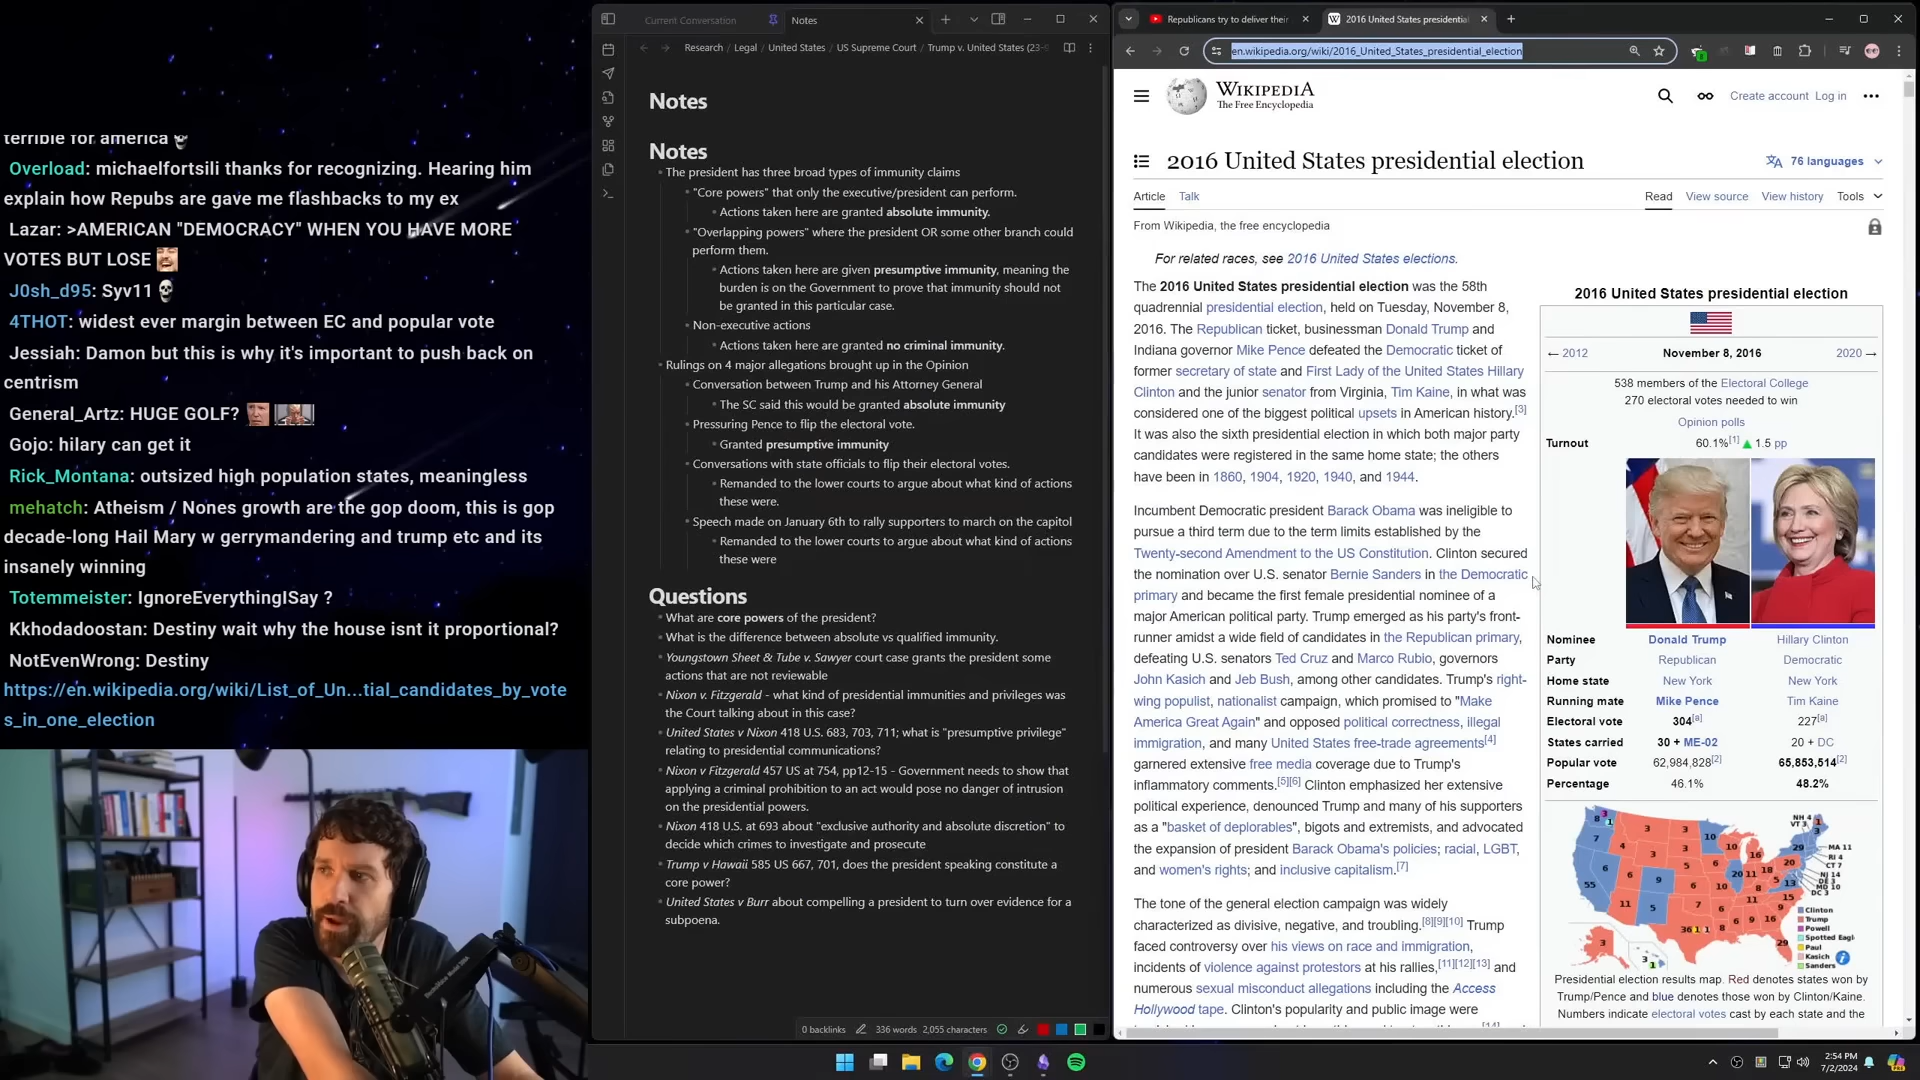 terrible for america
Overload: michaelfortsili thanks for recognizing. Hearing him
explain how Repubs are gave me flashbacks to my ex
Lazar: >AMERICAN "DEMOCRACY" WHEN YOU HAVE MORE
VOTES BUT LOSE
J0sh_d95: Syv11
4THOT: widest ever margin between EC and popular vote
Jessiah: Damon but this is why it's important to push back on
centrism
General_Artz: HUGE GOLF?
Gojo: hilary can get it
Rick_Montana: outsized high population states, meaningless
mehatch: Atheism / Nones growth are the gop doom, this is gop
decade-long Hail Mary w gerrymandering and trump etc and its
insanely winning
Totemmeister: IgnoreEverythingISay ?
Kkhodadoostan: Destiny wait why the house isnt it proportional?
NotEvenWrong: Destiny
https://en.wikipedia.org/wiki/List_of_Un...tial_candidates_by_vote
s_in_one_election
Current Conversation
Notes
Research / Legal / United States / US Supreme Court / Trump v. United States (23-9
Notes
Notes
The president has three broad types of immunity claims
"Core powers" that only the executive/president can perform.
Actions taken here are granted absolute immunity.
"Overlapping powers" where the president OR some other branch could
perform them.
Actions taken here are given presumptive immunity, meaning the
burden is on the Government to prove that immunity should not
be granted in this particular case.
Non-executive actions
Actions taken here are granted no criminal immunity.
Rulings on 4 major allegations brought up in the Opinion
Conversation between Trump and his Attorney General
The SC said this would be granted absolute immunity
Pressuring Pence to flip the electoral vote.
Granted presumptive immunity
Conversations with state officials to flip their electoral votes.
Remanded to the lower courts to argue about what kind of actions
these were.
Speech made on January 6th to rally supporters to march on the capitol
Remanded to the lower courts to argue about what kind of actions
these were
Questions
What are core powers of the president?
What is the difference between absolute vs qualified immunity.
Youngstown Sheet & Tube v. Sawyer court case grants the president some
actions that are not reviewable
Nixon v. Fitzgerald - what kind of presidential immunities and privileges was
the Court talking about in this case?
United States v Nixon 418 U.S. 683, 703, 711; what is "presumptive privilege"
relating to presidential communications?
Nixon v Fitzgerald 457 US at 754, pp12-15 - Government needs to show that
applying a criminal prohibition to an act would pose no danger of intrusion
on the presidential powers.
Nixon 418 U.S. at 693 about "exclusive authority and absolute discretion" to
decide which crimes to investigate and prosecute
Trump v Hawaii 585 US 667, 701, does the president speaking constitute a
core power?
United States v Burr about compelling a president to turn over evidence for a
subpoena.
0 backlinks
336 words
2,055 characters
Republicans try to deliver their
2016 United States presidential
en.wikipedia.org/wiki/2016_United_States_presidential_election
WIKIPEDIA
The Free Encyclopedia
Create account Log in
2016 United States presidential election
76 languages
Article Talk
Read View source View history Tools
From Wikipedia, the free encyclopedia
For related races, see 2016 United States elections.
The 2016 United States presidential election was the 58th
quadrennial presidential election, held on Tuesday, November 8,
2016. The Republican ticket, businessman Donald Trump and
Indiana governor Mike Pence defeated the Democratic ticket of
former secretary of state and First Lady of the United States Hillary
Clinton and the junior senator from Virginia, Tim Kaine, in what was
considered one of the biggest political upsets in American history.[3]
It was also the sixth presidential election in which both major party
candidates were registered in the same home state; the others
have been in 1860, 1904, 1920, 1940, and 1944.
Incumbent Democratic president Barack Obama was ineligible to
pursue a third term due to the term limits established by the
Twenty-second Amendment to the US Constitution. Clinton secured
the nomination over U.S. senator Bernie Sanders in the Democratic
primary and became the first female presidential nominee of a
major American political party. Trump emerged as his party's front-
runner amidst a wide field of candidates in the Republican primary,
defeating U.S. senators Ted Cruz and Marco Rubio, governors
John Kasich and Jeb Bush, among other candidates. Trump's right-
wing populist, nationalist campaign, which promised to "Make
America Great Again" and opposed political correctness, illegal
immigration, and many United States free-trade agreements[4]
garnered extensive free media coverage due to Trump's
inflammatory comments.[5][6] Clinton emphasized her extensive
political experience, denounced Trump and many of his supporters
as a "basket of deplorables", bigots and extremists, and advocated
the expansion of president Barack Obama's policies; racial, LGBT,
and women's rights; and inclusive capitalism.[7]
The tone of the general election campaign was widely
characterized as divisive, negative, and troubling.[8][9][10] Trump
faced controversy over his views on race and immigration,
incidents of violence against protestors at his rallies,[11][12][13] and
numerous sexual misconduct allegations including the Access
Hollywood tape. Clinton's popularity and public image were
2016 United States presidential election
← 2012
November 8, 2016
2020 →
538 members of the Electoral College
270 electoral votes needed to win
Opinion polls
Turnout 60.1%[1] ▲ 1.5 pp
Nominee Donald Trump Hillary Clinton
Party Republican Democratic
Home state New York New York
Running mate Mike Pence Tim Kaine
Electoral vote 304[a] 227[a]
States carried 30 + ME-02 20 + DC
Popular vote 62,984,828[2] 65,853,514[2]
Percentage 46.1% 48.2%
Clinton
Trump
Powell
Spotted Eagl
Paul
Kasich
Sanders
Presidential election results map. Red denotes states won by
Trump/Pence and blue denotes those won by Clinton/Kaine.
Numbers indicate electoral votes cast by each state and the
2:54 PM
7/2/2024